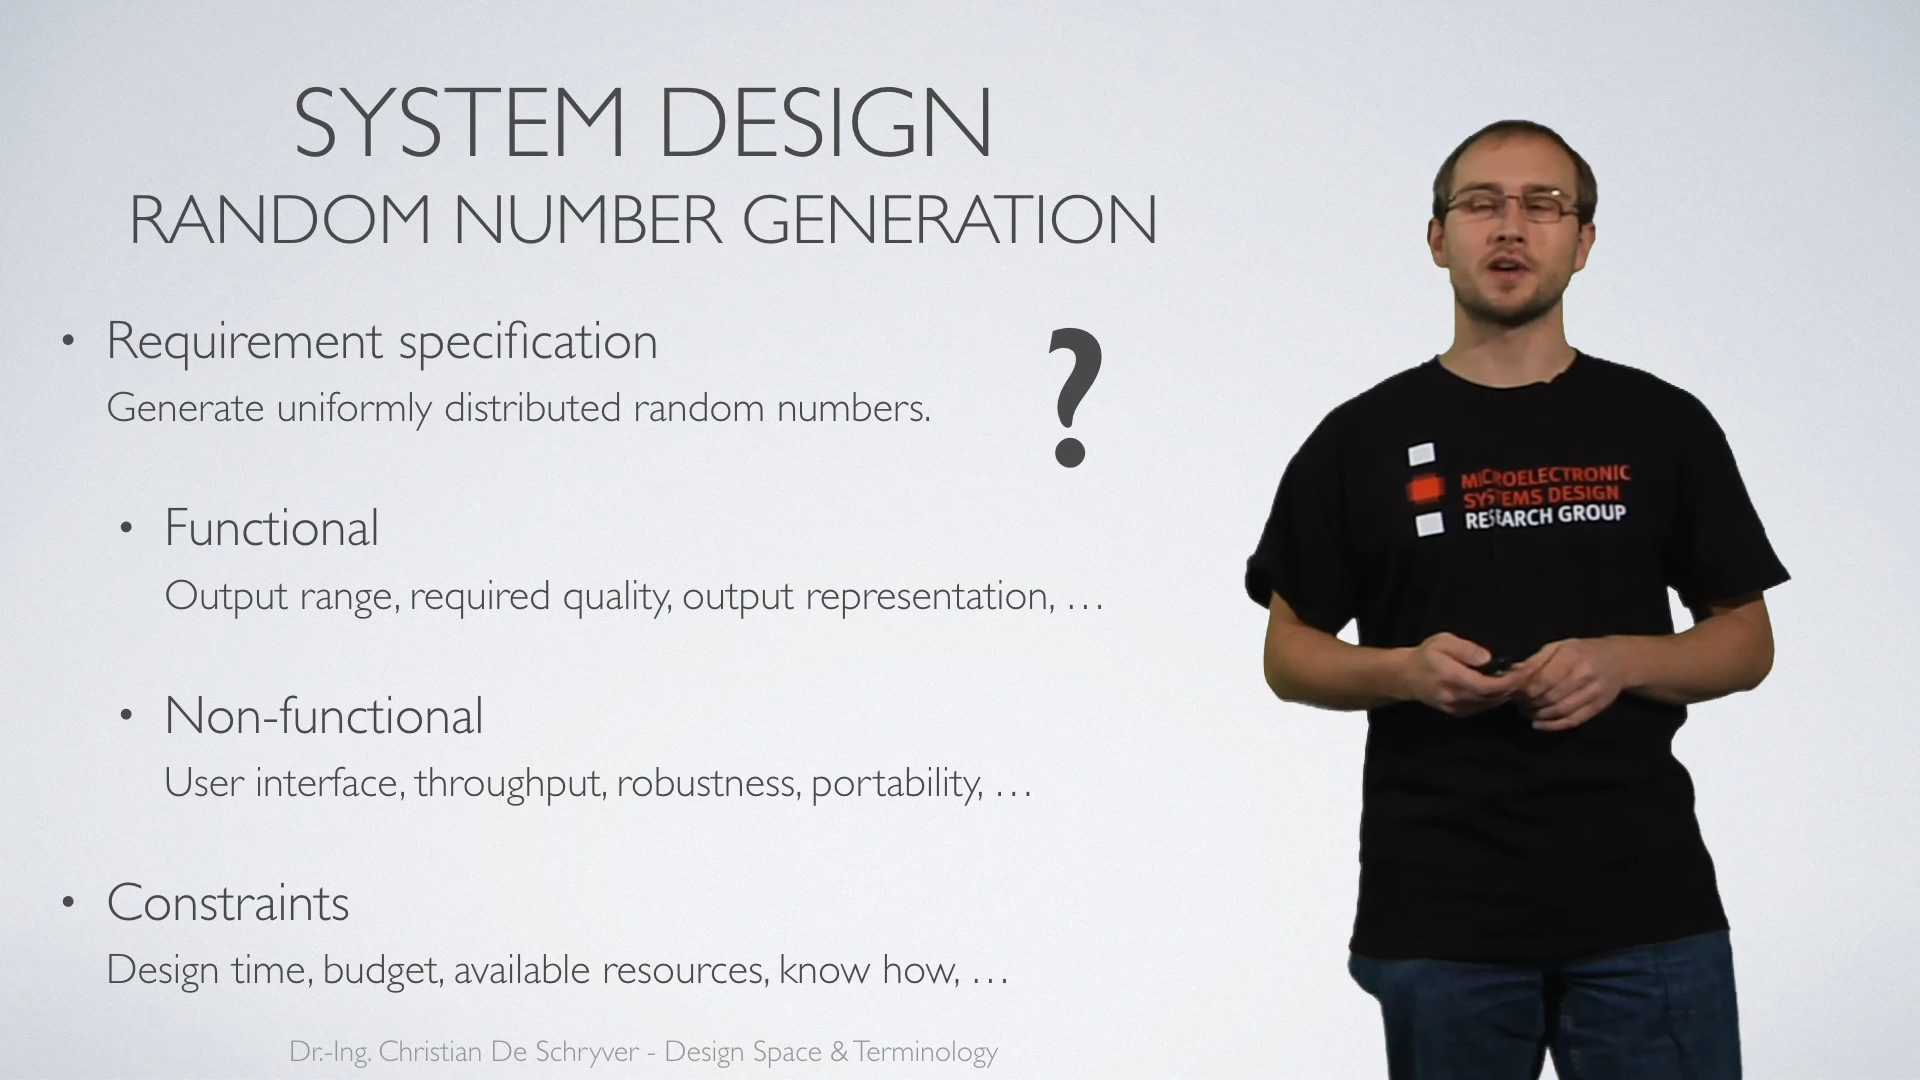 SYSTEM DESIGN
RANDOM NUMBER GENERATION
• Requirement specification
Generate uniformly distributed random numbers.
?
• Functional
Output range, required quality, output representation, …
• Non-functional
User interface, throughput, robustness, portability, …
• Constraints
Design time, budget, available resources, know how, …
Dr.-Ing. Christian De Schryver - Design Space & Terminology
MICROELECTRONIC
SYSTEMS DESIGN
RESEARCH GROUP